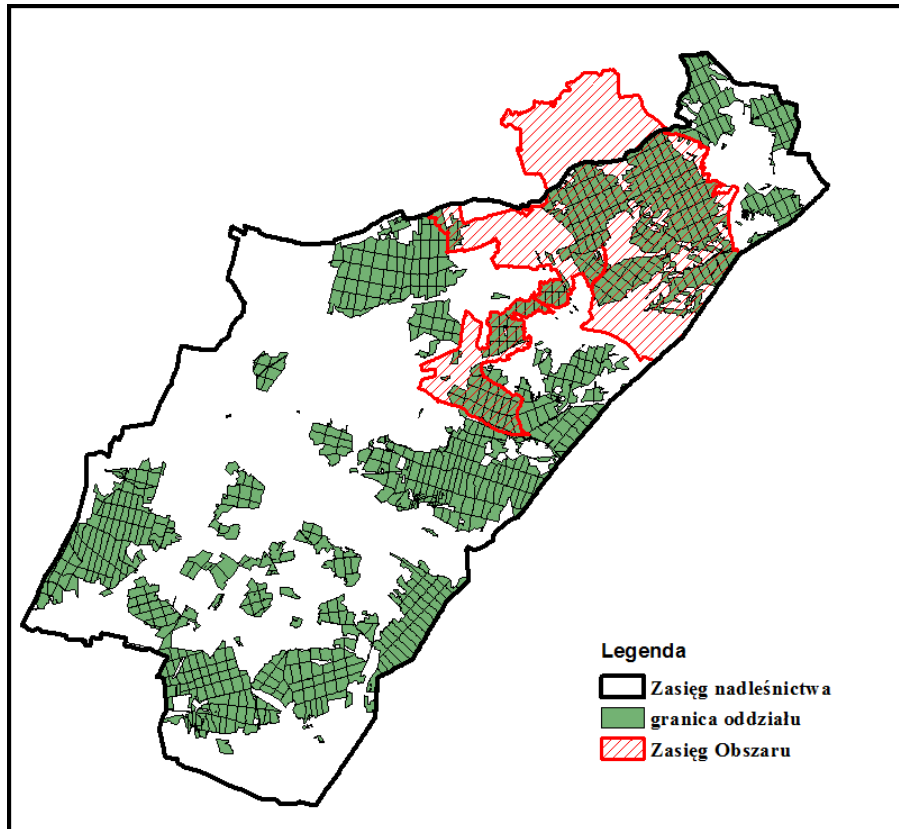 Legenda
Zasięg nadleśnictwa
granica oddziału
Zasięg Obszaru